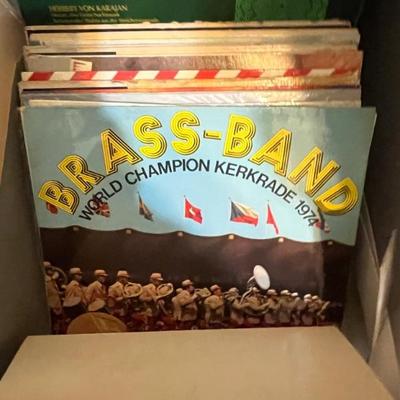 HERBERT VON KARAJAN
BRASS-BAND
WORLD CHAMPION KERKRADE 1974